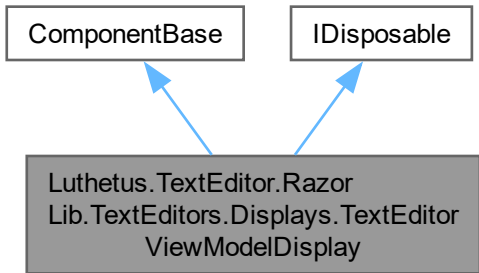 ComponentBase
IDisposable
Luthetus.TextEditor.Razor
Lib.TextEditors.Displays.TextEditor
ViewModelDisplay